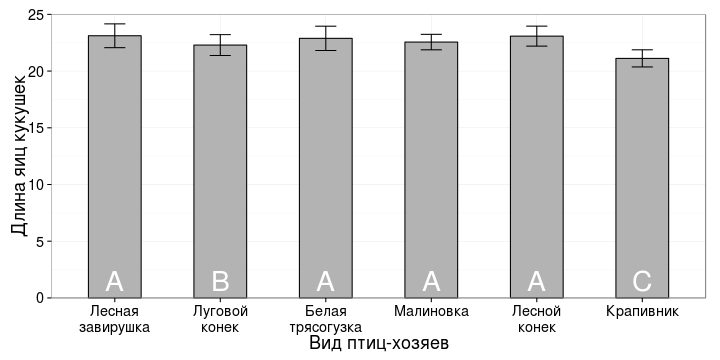 Длина яиц кукушек
25
20
15
10
5
0
A B A A A C
Лесная завирушка
Луговой конек
Белая трясогузка
Малиновка
Лесной конек
Крапивник
Вид птиц-хозяев